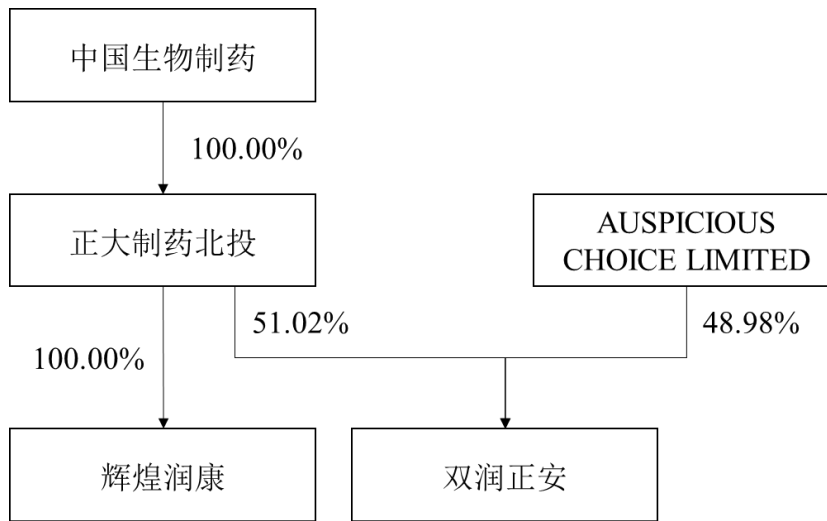 中国生物制药
100.00%
正大制药北投
AUSPICIOUS
CHOICE LIMITED
51.02%
48.98%
100.00%
辉煌润康
双润正安